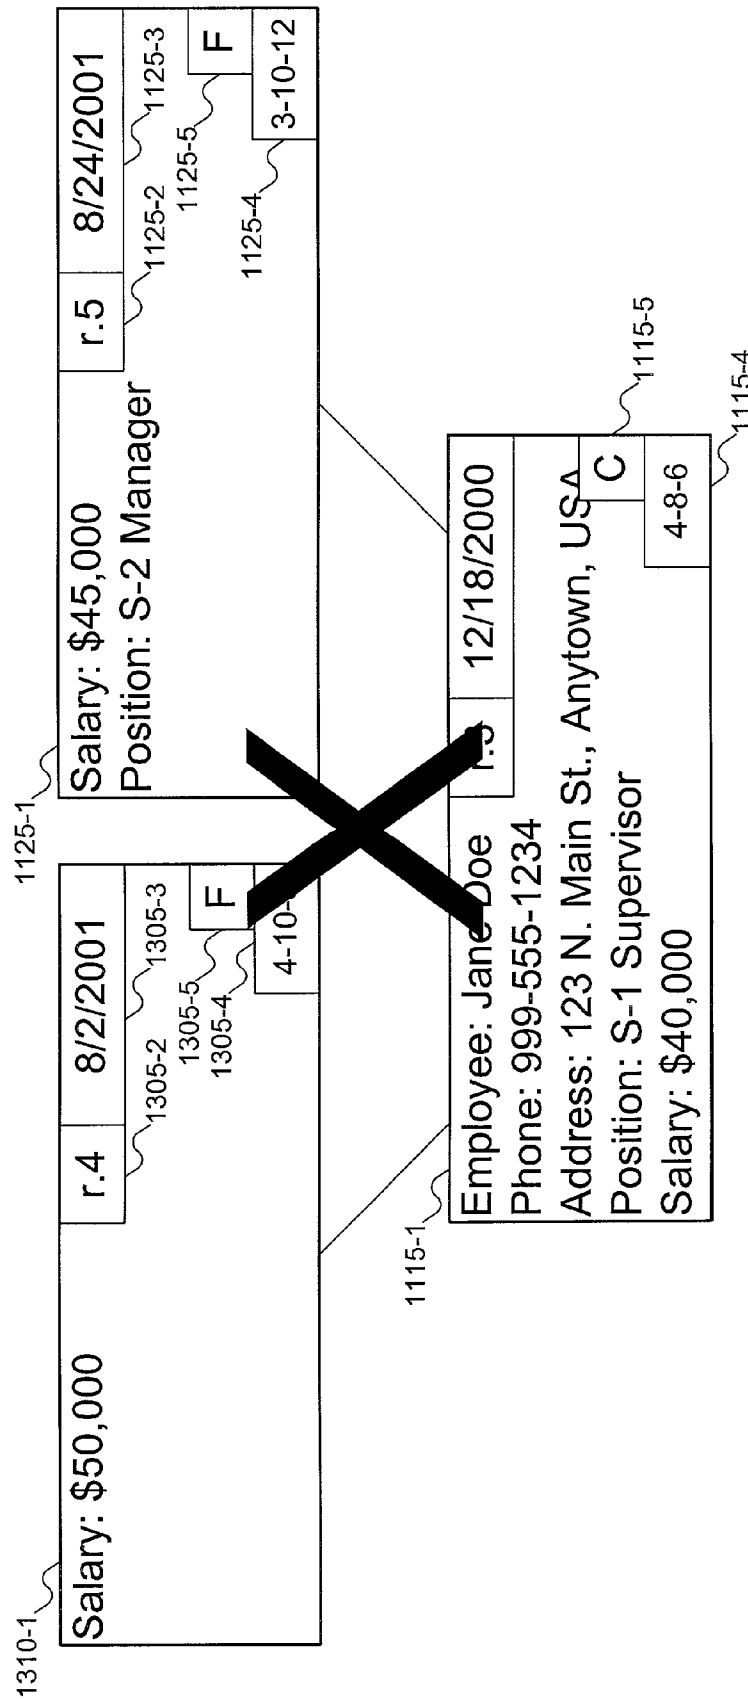 1310-1
Salary: $50,000
r.4
8/2/2001
1305-2
1305-3
F
1305-5
1305-4
4-10-
1125-1
Salary: $45,000
Position: S-2 Manager
r.5
8/24/2001
1125-2
1125-3
F
1125-5
1125-4
3-10-12
1115-1
Employee: Jane Doe
12/18/2000
Phone: 999-555-1234
Address: 123 N. Main St., Anytown, USA
Position: S-1 Supervisor
Salary: $40,000
C
1115-5
4-8-6
1115-4